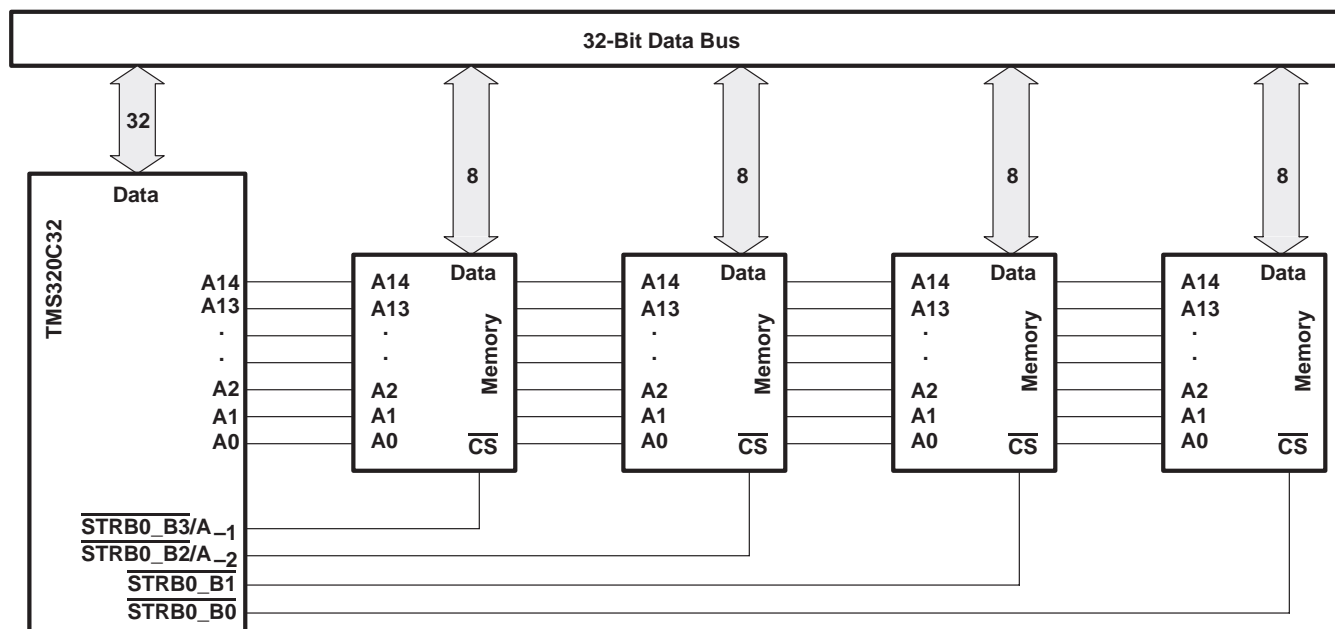 32-Bit Data Bus
32
8
8
8
8
TMS320C32
Data
A14
A13
.
.
A2
A1
A0
STRB0_B3/A–1
STRB0_B2/A–2
STRB0_B1
STRB0_B0
Data
Memory
A14
A13
.
.
A2
A1
A0
CS
Data
Memory
A14
A13
.
.
A2
A1
A0
CS
Data
Memory
A14
A13
.
.
A2
A1
A0
CS
Data
Memory
A14
A13
.
.
A2
A1
A0
CS